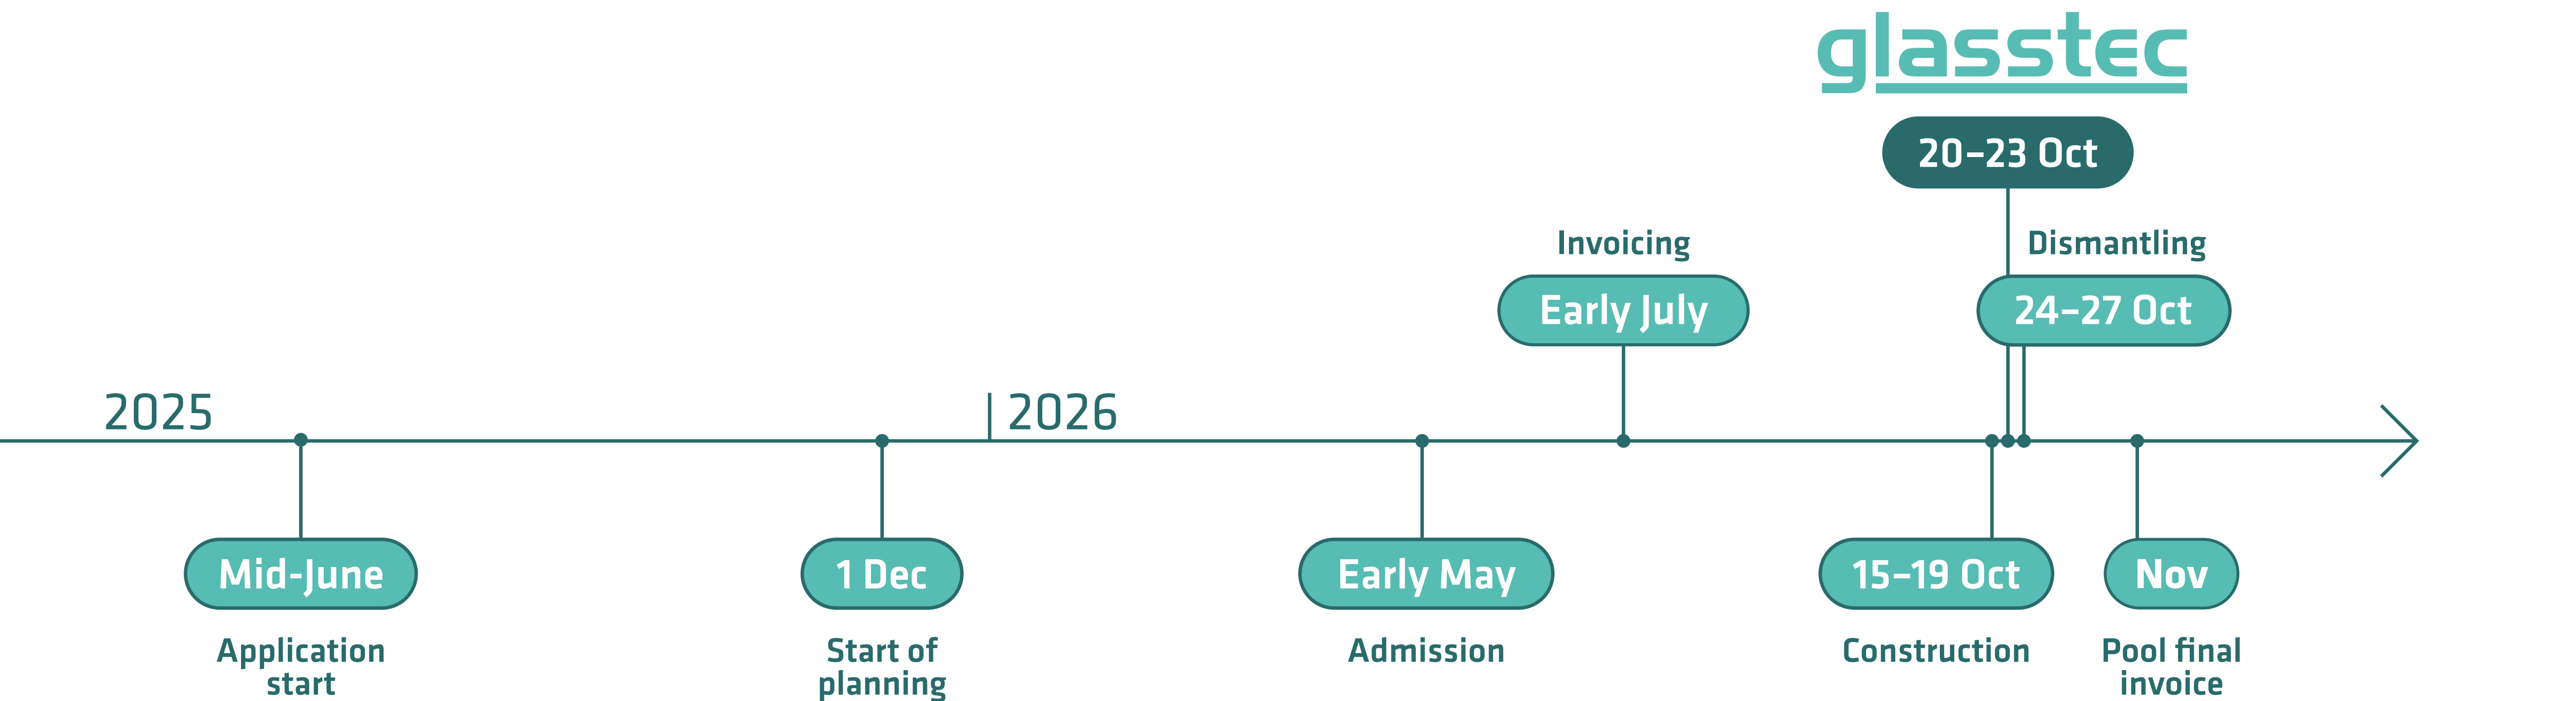 glasstec
20–23 Oct
Invoicing
Early July
Dismantling
24–27 Oct
2025
2026
Mid-June
Application
start
1 Dec
Start of
planning
Early May
Admission
15–19 Oct
Construction
Nov
Pool final
invoice